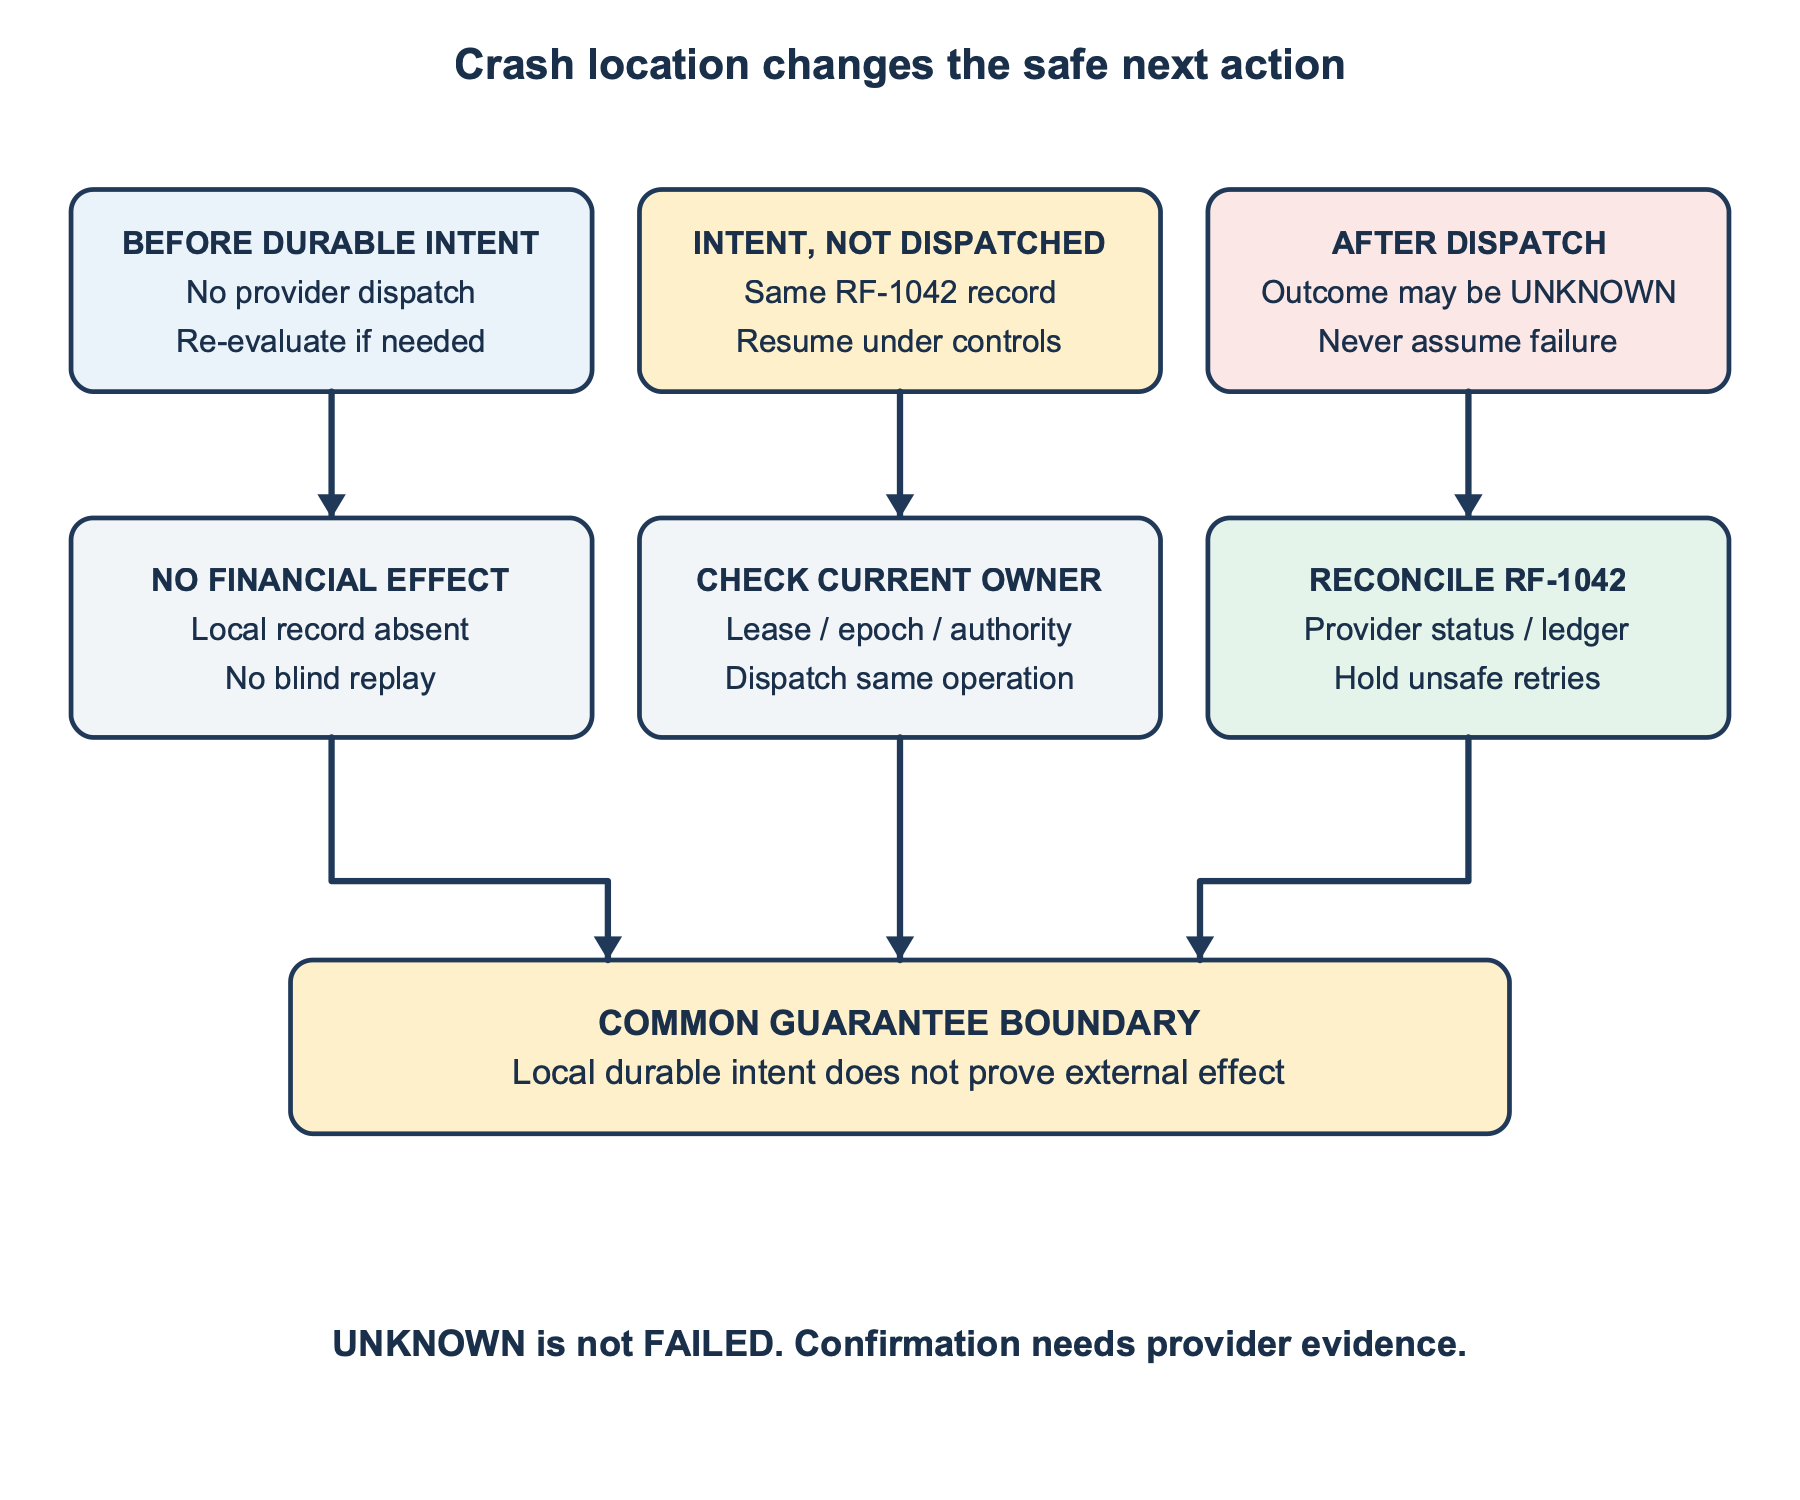 Crash location changes the safe next action
BEFORE DURABLE INTENT
No provider dispatch
Re-evaluate if needed
INTENT, NOT DISPATCHED
Same RF-1042 record
Resume under controls
AFTER DISPATCH
Outcome may be UNKNOWN
Never assume failure
NO FINANCIAL EFFECT
Local record absent
No blind replay
CHECK CURRENT OWNER
Lease / epoch / authority
Dispatch same operation
RECONCILE RF-1042
Provider status / ledger
Hold unsafe retries
COMMON GUARANTEE BOUNDARY
Local durable intent does not prove external effect
UNKNOWN is not FAILED. Confirmation needs provider evidence.